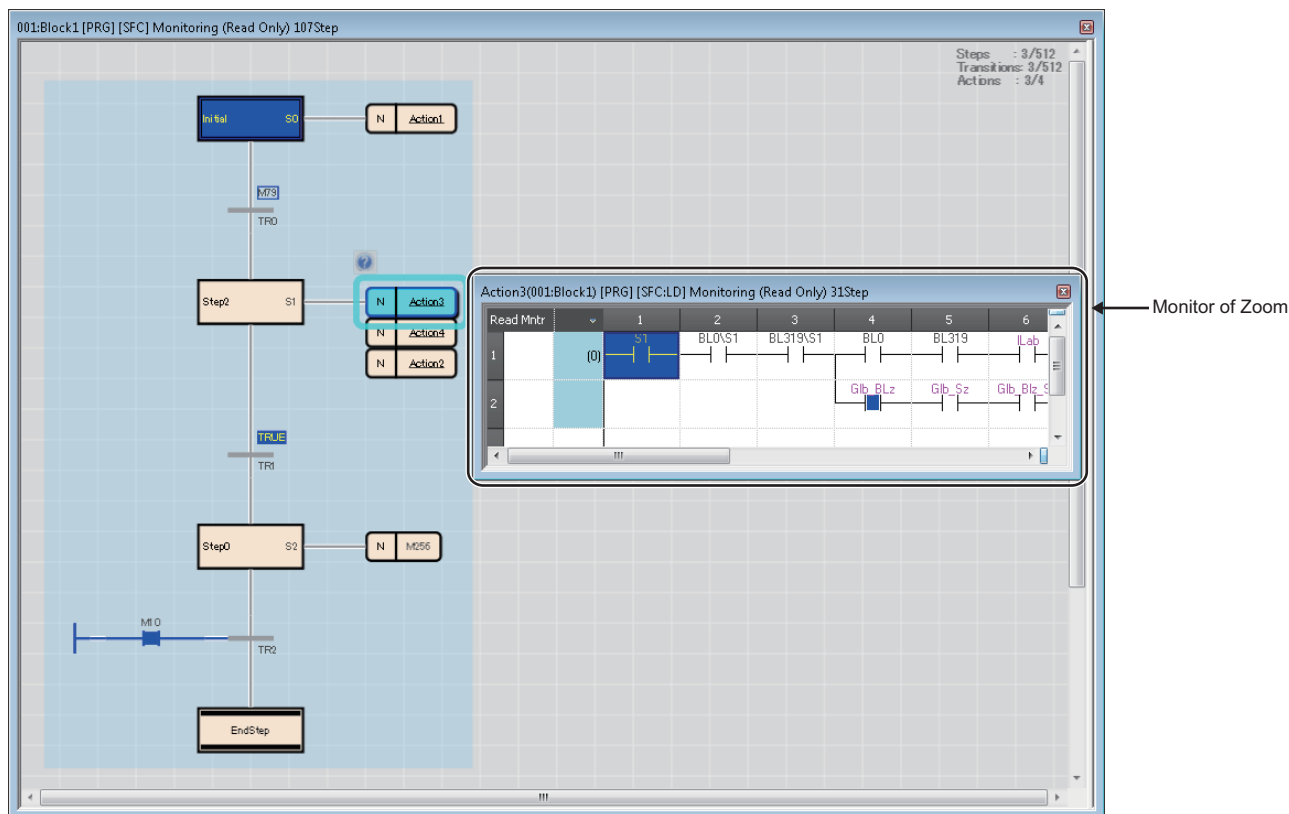 001:Block1 [PRG] [SFC] Monitoring (Read Only) 107Step
Steps : 3/512
Transitions: 3/512
Actions : 3/4
Initial S0
N Action1
M79
TR0
Step2 S1
N Action3
N Action4
N Action2
Action3(001:Block1) [PRG] [SFC:LD] Monitoring (Read Only) 31Step
Monitor of Zoom
Read Mntr 1 2 3 4 5 6
1 (0) S1 BL0\S1 BL319\S1 BL0 BL319 lLab
2 Glb_BLz Glb_Sz Glb_Blz_S
TRUE
TR1
Step0 S2
N M256
M10
TR2
EndStep